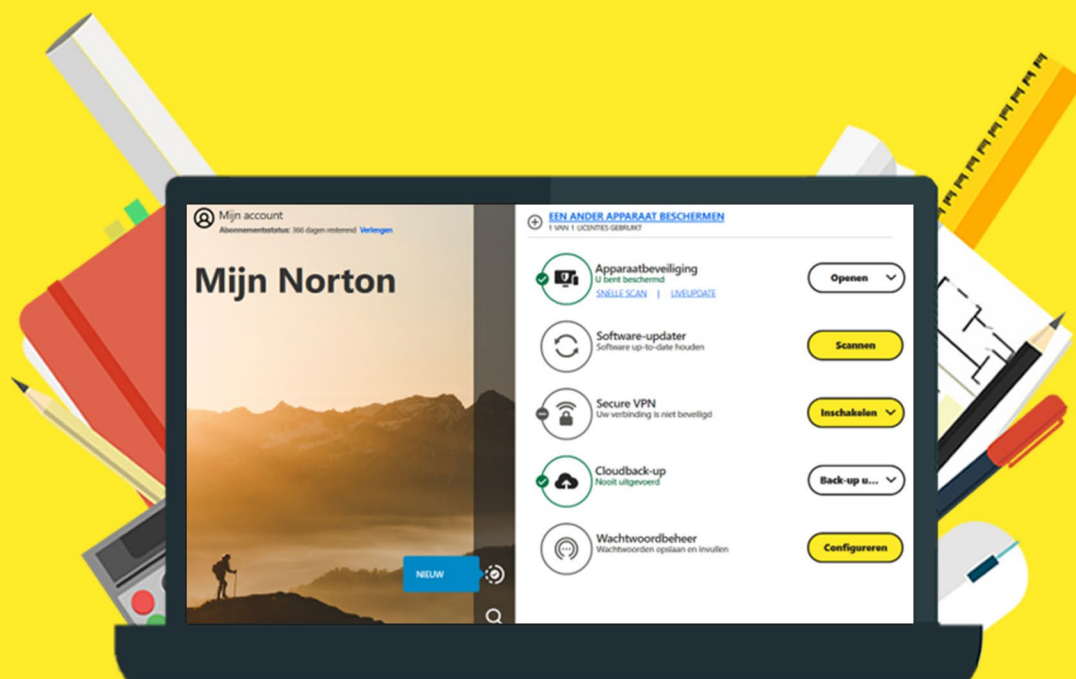 Mijn account
Abonnementsstatus: 366 dagen resterend Verlengen
Mijn Norton
NIEUW
EEN ANDER APPARAAT BESCHERMEN
1 VAN 1 LICENTIES GEBRUIKT
Apparaatbeveiliging
U bent beschermd
SNELLE SCAN | LIVEUPDATE
Openen
Software-updater
Software up-to-date houden
Scannen
Secure VPN
Uw verbinding is niet beveiligd
Inschakelen
Cloudback-up
Nooit uitgevoerd
Back-up u...
Wachtwoordbeheer
Wachtwoorden opslaan en invullen
Configureren